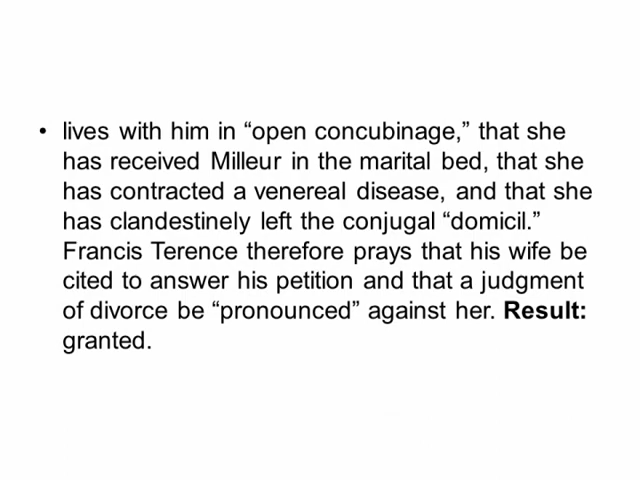 • lives with him in “open concubinage,” that she
has received Milleur in the marital bed, that she
has contracted a venereal disease, and that she
has clandestinely left the conjugal “domicil.”
Francis Terence therefore prays that his wife be
cited to answer his petition and that a judgment
of divorce be “pronounced” against her. Result:
granted.